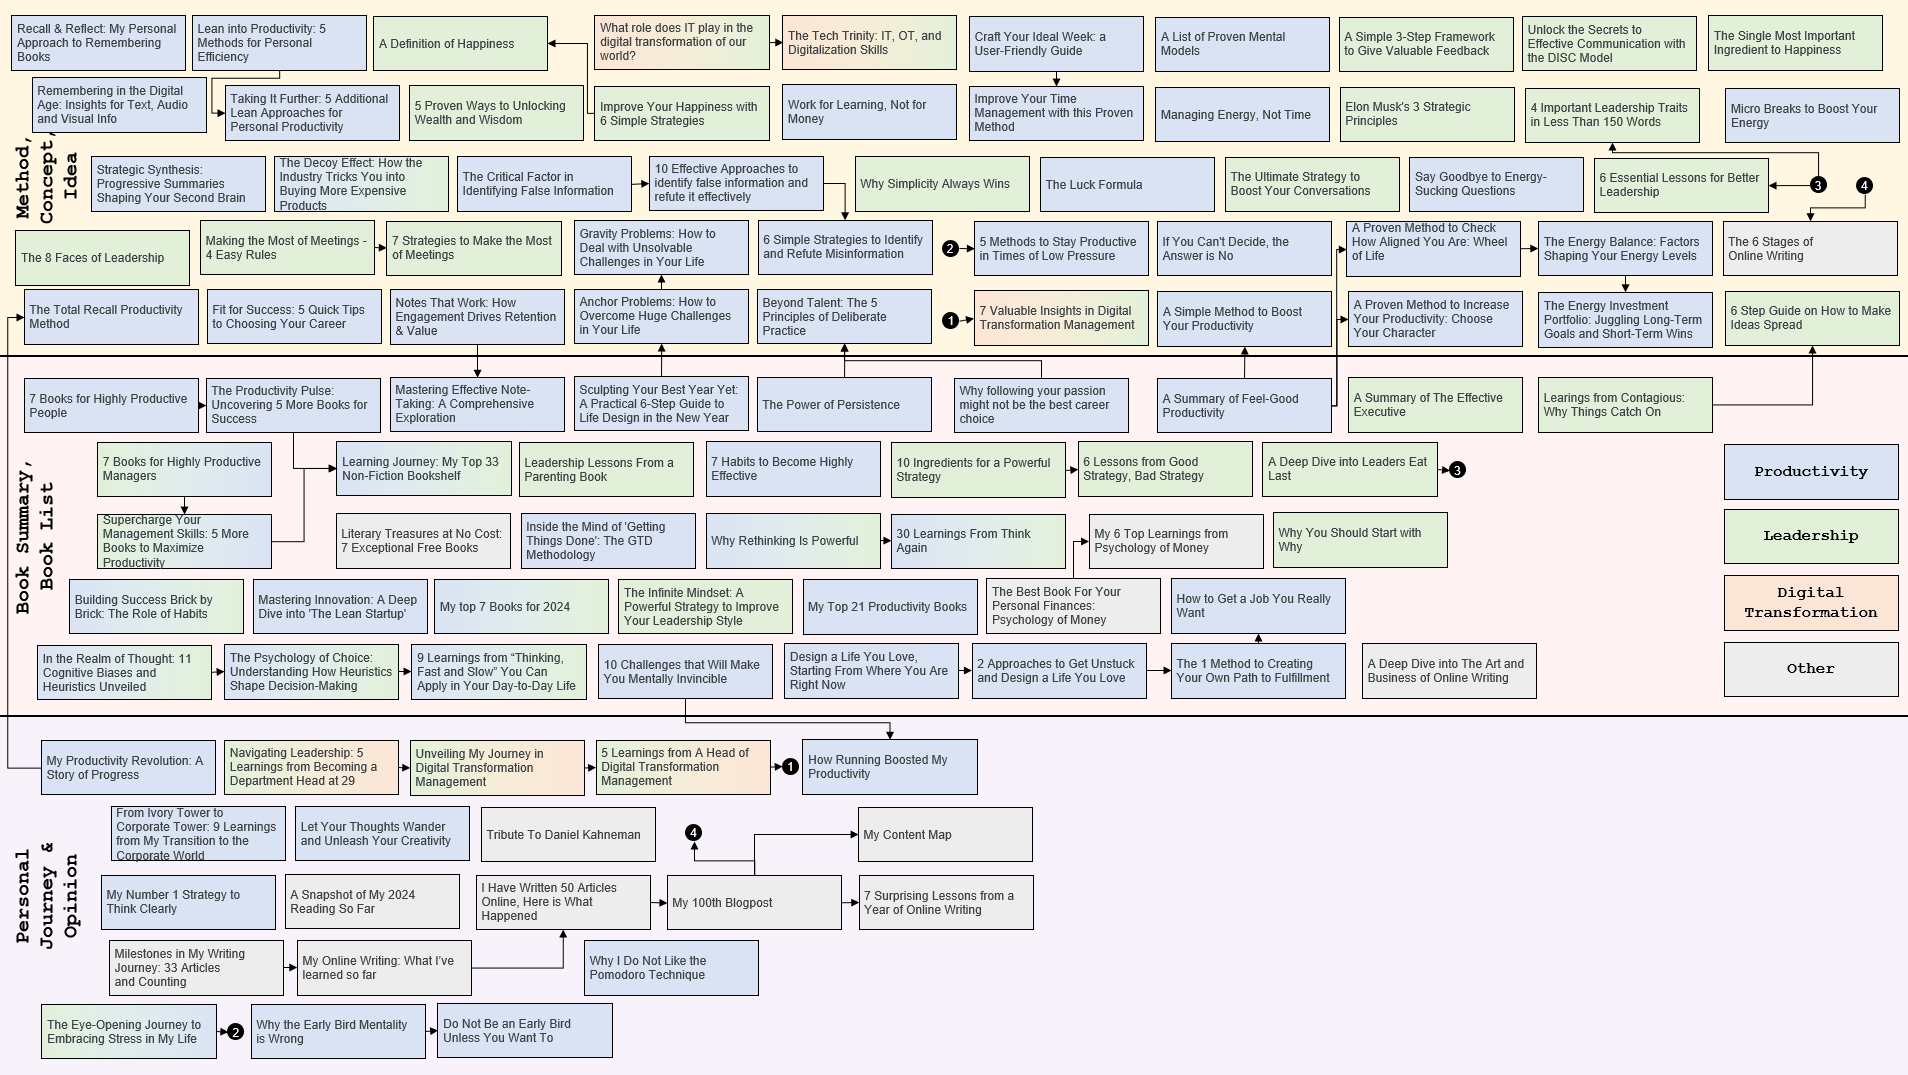 Recall & Reflect: My Personal
Approach to Remembering
Books
Lean into Productivity: 5
Methods for Personal
Efficiency
A Definition of Happiness
What role does IT play in the
digital transformation of our
world?
The Tech Trinity: IT, OT, and
Digitalization Skills
Craft Your Ideal Week: a
User-Friendly Guide
A List of Proven Mental
Models
A Simple 3-Step Framework
to Give Valuable Feedback
Unlock the Secrets to
Effective Communication with
the DISC Model
The Single Most Important
Ingredient to Happiness
Remembering in the Digital
Age: Insights for Text, Audio
and Visual Info
Taking It Further: 5 Additional
Lean Approaches for
Personal Productivity
5 Proven Ways to Unlocking
Wealth and Wisdom
Improve Your Happiness with
6 Simple Strategies
Work for Learning, Not for
Money
Improve Your Time
Management with this Proven
Method
Managing Energy, Not Time
Elon Musk's 3 Strategic
Principles
4 Important Leadership Traits
in Less Than 150 Words
Micro Breaks to Boost Your
Energy
Method,
Concept,
Idea
Strategic Synthesis:
Progressive Summaries
Shaping Your Second Brain
The Decoy Effect: How the
Industry Tricks You into
Buying More Expensive
Products
The Critical Factor in
Identifying False Information
10 Effective Approaches to
identify false information and
refute it effectively
Why Simplicity Always Wins
The Luck Formula
The Ultimate Strategy to
Boost Your Conversations
Say Goodbye to Energy-
Sucking Questions
6 Essential Lessons for Better
Leadership
3
4
The 8 Faces of Leadership
Making the Most of Meetings -
4 Easy Rules
7 Strategies to Make the Most
of Meetings
Gravity Problems: How to
Deal with Unsolvable
Challenges in Your Life
6 Simple Strategies to Identify
and Refute Misinformation
2
5 Methods to Stay Productive
in Times of Low Pressure
If You Can't Decide, the
Answer is No
A Proven Method to Check
How Aligned You Are: Wheel
of Life
The Energy Balance: Factors
Shaping Your Energy Levels
The 6 Stages of
Online Writing
The Total Recall Productivity
Method
Fit for Success: 5 Quick Tips
to Choosing Your Career
Notes That Work: How
Engagement Drives Retention
& Value
Anchor Problems: How to
Overcome Huge Challenges
in Your Life
Beyond Talent: The 5
Principles of Deliberate
Practice
1
7 Valuable Insights in Digital
Transformation Management
A Simple Method to Boost
Your Productivity
A Proven Method to Increase
Your Productivity: Choose
Your Character
The Energy Investment
Portfolio: Juggling Long-Term
Goals and Short-Term Wins
6 Step Guide on How to Make
Ideas Spread
7 Books for Highly Productive
People
The Productivity Pulse:
Uncovering 5 More Books for
Success
Mastering Effective Note-
Taking: A Comprehensive
Exploration
Sculpting Your Best Year Yet:
A Practical 6-Step Guide to
Life Design in the New Year
The Power of Persistence
Why following your passion
might not be the best career
choice
A Summary of Feel-Good
Productivity
A Summary of The Effective
Executive
Learings from Contagious:
Why Things Catch On
Book Summary,
Book List
7 Books for Highly Productive
Managers
Learning Journey: My Top 33
Non-Fiction Bookshelf
Leadership Lessons From a
Parenting Book
7 Habits to Become Highly
Effective
10 Ingredients for a Powerful
Strategy
6 Lessons from Good
Strategy, Bad Strategy
A Deep Dive into Leaders Eat
Last
3
Productivity
Supercharge Your
Management Skills: 5 More
Books to Maximize
Productivity
Literary Treasures at No Cost:
7 Exceptional Free Books
Inside the Mind of 'Getting
Things Done': The GTD
Methodology
Why Rethinking Is Powerful
30 Learnings From Think
Again
My 6 Top Learnings from
Psychology of Money
Why You Should Start with
Why
Leadership
Building Success Brick by
Brick: The Role of Habits
Mastering Innovation: A Deep
Dive into 'The Lean Startup'
My top 7 Books for 2024
The Infinite Mindset: A
Powerful Strategy to Improve
Your Leadership Style
My Top 21 Productivity Books
The Best Book For Your
Personal Finances:
Psychology of Money
How to Get a Job You Really
Want
Digital
Transformation
In the Realm of Thought: 11
Cognitive Biases and
Heuristics Unveiled
The Psychology of Choice:
Understanding How Heuristics
Shape Decision-Making
9 Learnings from “Thinking,
Fast and Slow” You Can
Apply in Your Day-to-Day Life
10 Challenges that Will Make
You Mentally Invincible
Design a Life You Love,
Starting From Where You Are
Right Now
2 Approaches to Get Unstuck
and Design a Life You Love
The 1 Method to Creating
Your Own Path to Fulfillment
A Deep Dive into The Art and
Business of Online Writing
Other
My Productivity Revolution: A
Story of Progress
Navigating Leadership: 5
Learnings from Becoming a
Department Head at 29
Unveiling My Journey in
Digital Transformation
Management
5 Learnings from A Head of
Digital Transformation
Management
1
How Running Boosted My
Productivity
Personal
Journey &
Opinion
From Ivory Tower to
Corporate Tower: 9 Learnings
from My Transition to the
Corporate World
Let Your Thoughts Wander
and Unleash Your Creativity
Tribute To Daniel Kahneman
4
My Content Map
My Number 1 Strategy to
Think Clearly
A Snapshot of My 2024
Reading So Far
I Have Written 50 Articles
Online, Here is What
Happened
My 100th Blogpost
7 Surprising Lessons from a
Year of Online Writing
Milestones in My Writing
Journey: 33 Articles
and Counting
My Online Writing: What I've
learned so far
Why I Do Not Like the
Pomodoro Technique
The Eye-Opening Journey to
Embracing Stress in My Life
2
Why the Early Bird Mentality
is Wrong
Do Not Be an Early Bird
Unless You Want To